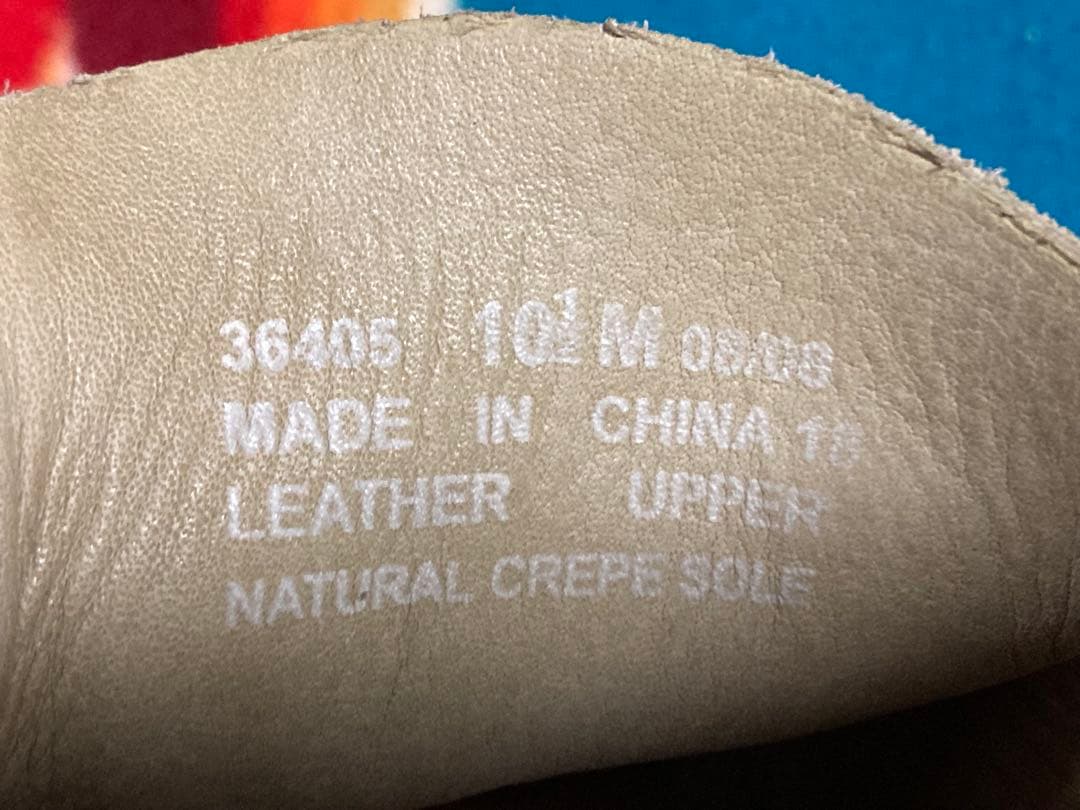 36405 10½ M 08/08
MADE IN CHINA 18
LEATHER UPPER
NATURAL CREPE SOLE